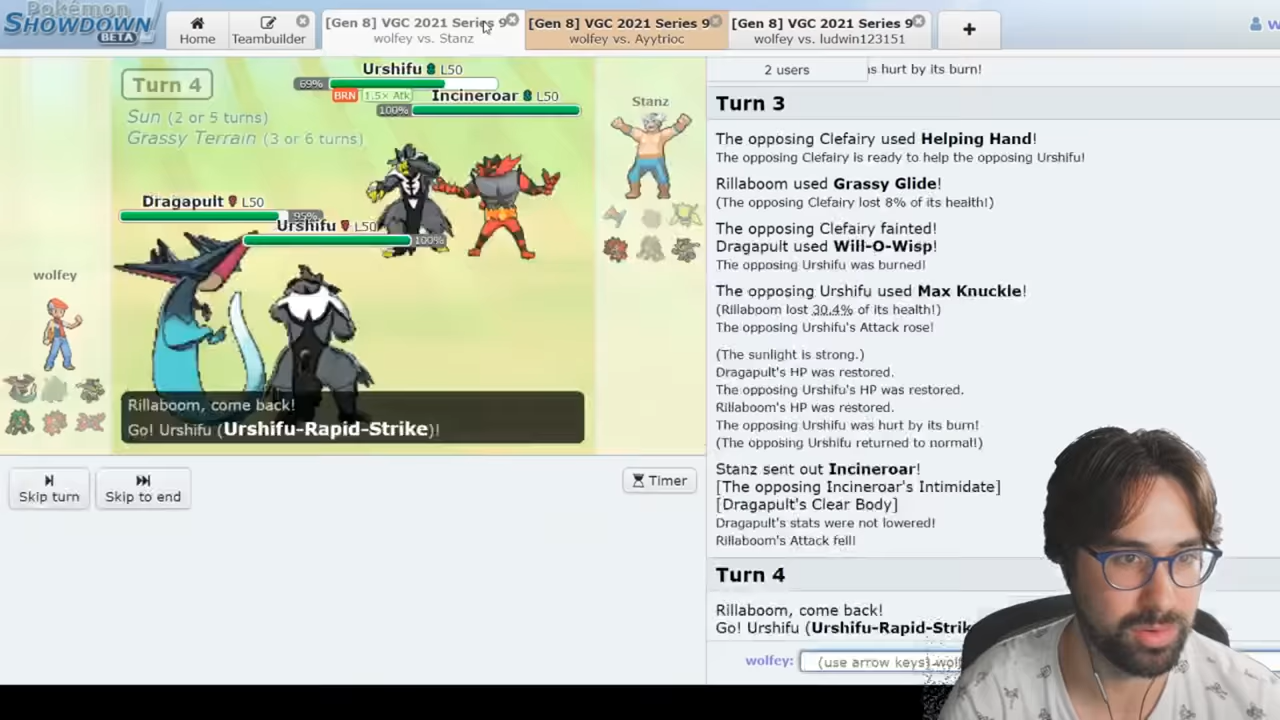 Pokémon
SHOWDOWN
BETA
Home
Teambuilder
[Gen 8] VGC 2021 Series 9
wolfey vs. Stanz
[Gen 8] VGC 2021 Series 9
wolfey vs. Ayytrioc
[Gen 8] VGC 2021 Series 9
wolfey vs. ludwin123151
+
Turn 4
Sun (2 or 5 turns)
Grassy Terrain (3 or 6 turns)
Urshifu L50
69%
BRN 1.5× Atk
Incineroar L50
100%
Stanz
Dragapult L50
95%
Urshifu L50
100%
wolfey
Rillaboom, come back!
Go! Urshifu (Urshifu-Rapid-Strike)!
Skip turn
Skip to end
Timer
2 users
hurt by its burn!
Turn 3
The opposing Clefairy used Helping Hand!
The opposing Clefairy is ready to help the opposing Urshifu!
Rillaboom used Grassy Glide!
(The opposing Clefairy lost 8% of its health!)
The opposing Clefairy fainted!
Dragapult used Will-O-Wisp!
The opposing Urshifu was burned!
The opposing Urshifu used Max Knuckle!
(Rillaboom lost 30.4% of its health!)
The opposing Urshifu's Attack rose!
(The sunlight is strong.)
Dragapult's HP was restored.
The opposing Urshifu's HP was restored.
Rillaboom's HP was restored.
The opposing Urshifu was hurt by its burn!
(The opposing Urshifu returned to normal!)
Stanz sent out Incineroar!
[The opposing Incineroar's Intimidate]
[Dragapult's Clear Body]
Dragapult's stats were not lowered!
Rillaboom's Attack fell!
Turn 4
Rillaboom, come back!
Go! Urshifu (Urshifu-Rapid-Strik
wolfey: (use arrow keys)